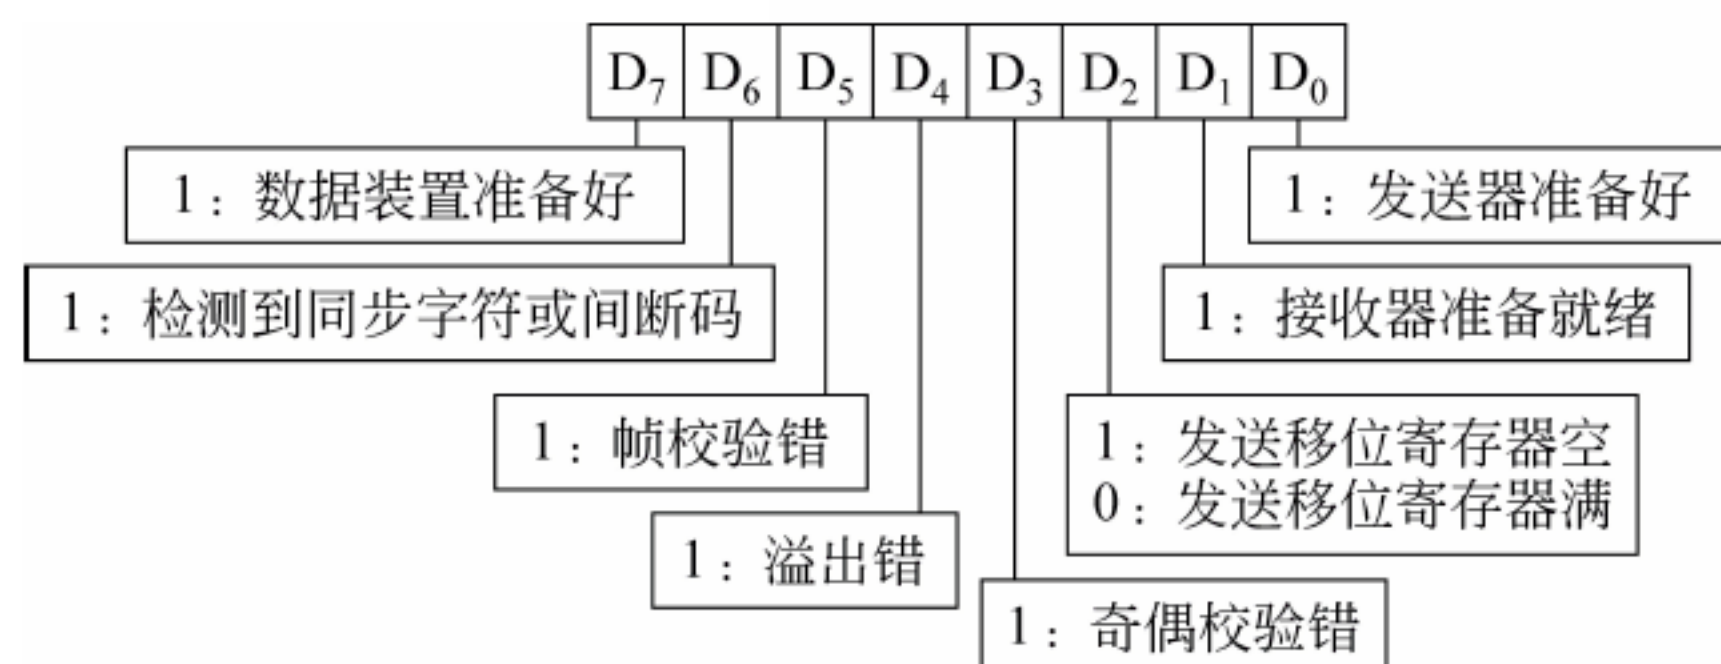 D₇ D₆ D₅ D₄ D₃ D₂ D₁ D₀
1：数据装置准备好
1：发送器准备好
1：检测到同步字符或间断码
1：接收器准备就绪
1：帧校验错
1：发送移位寄存器空
0：发送移位寄存器满
1：溢出错
1：奇偶校验错